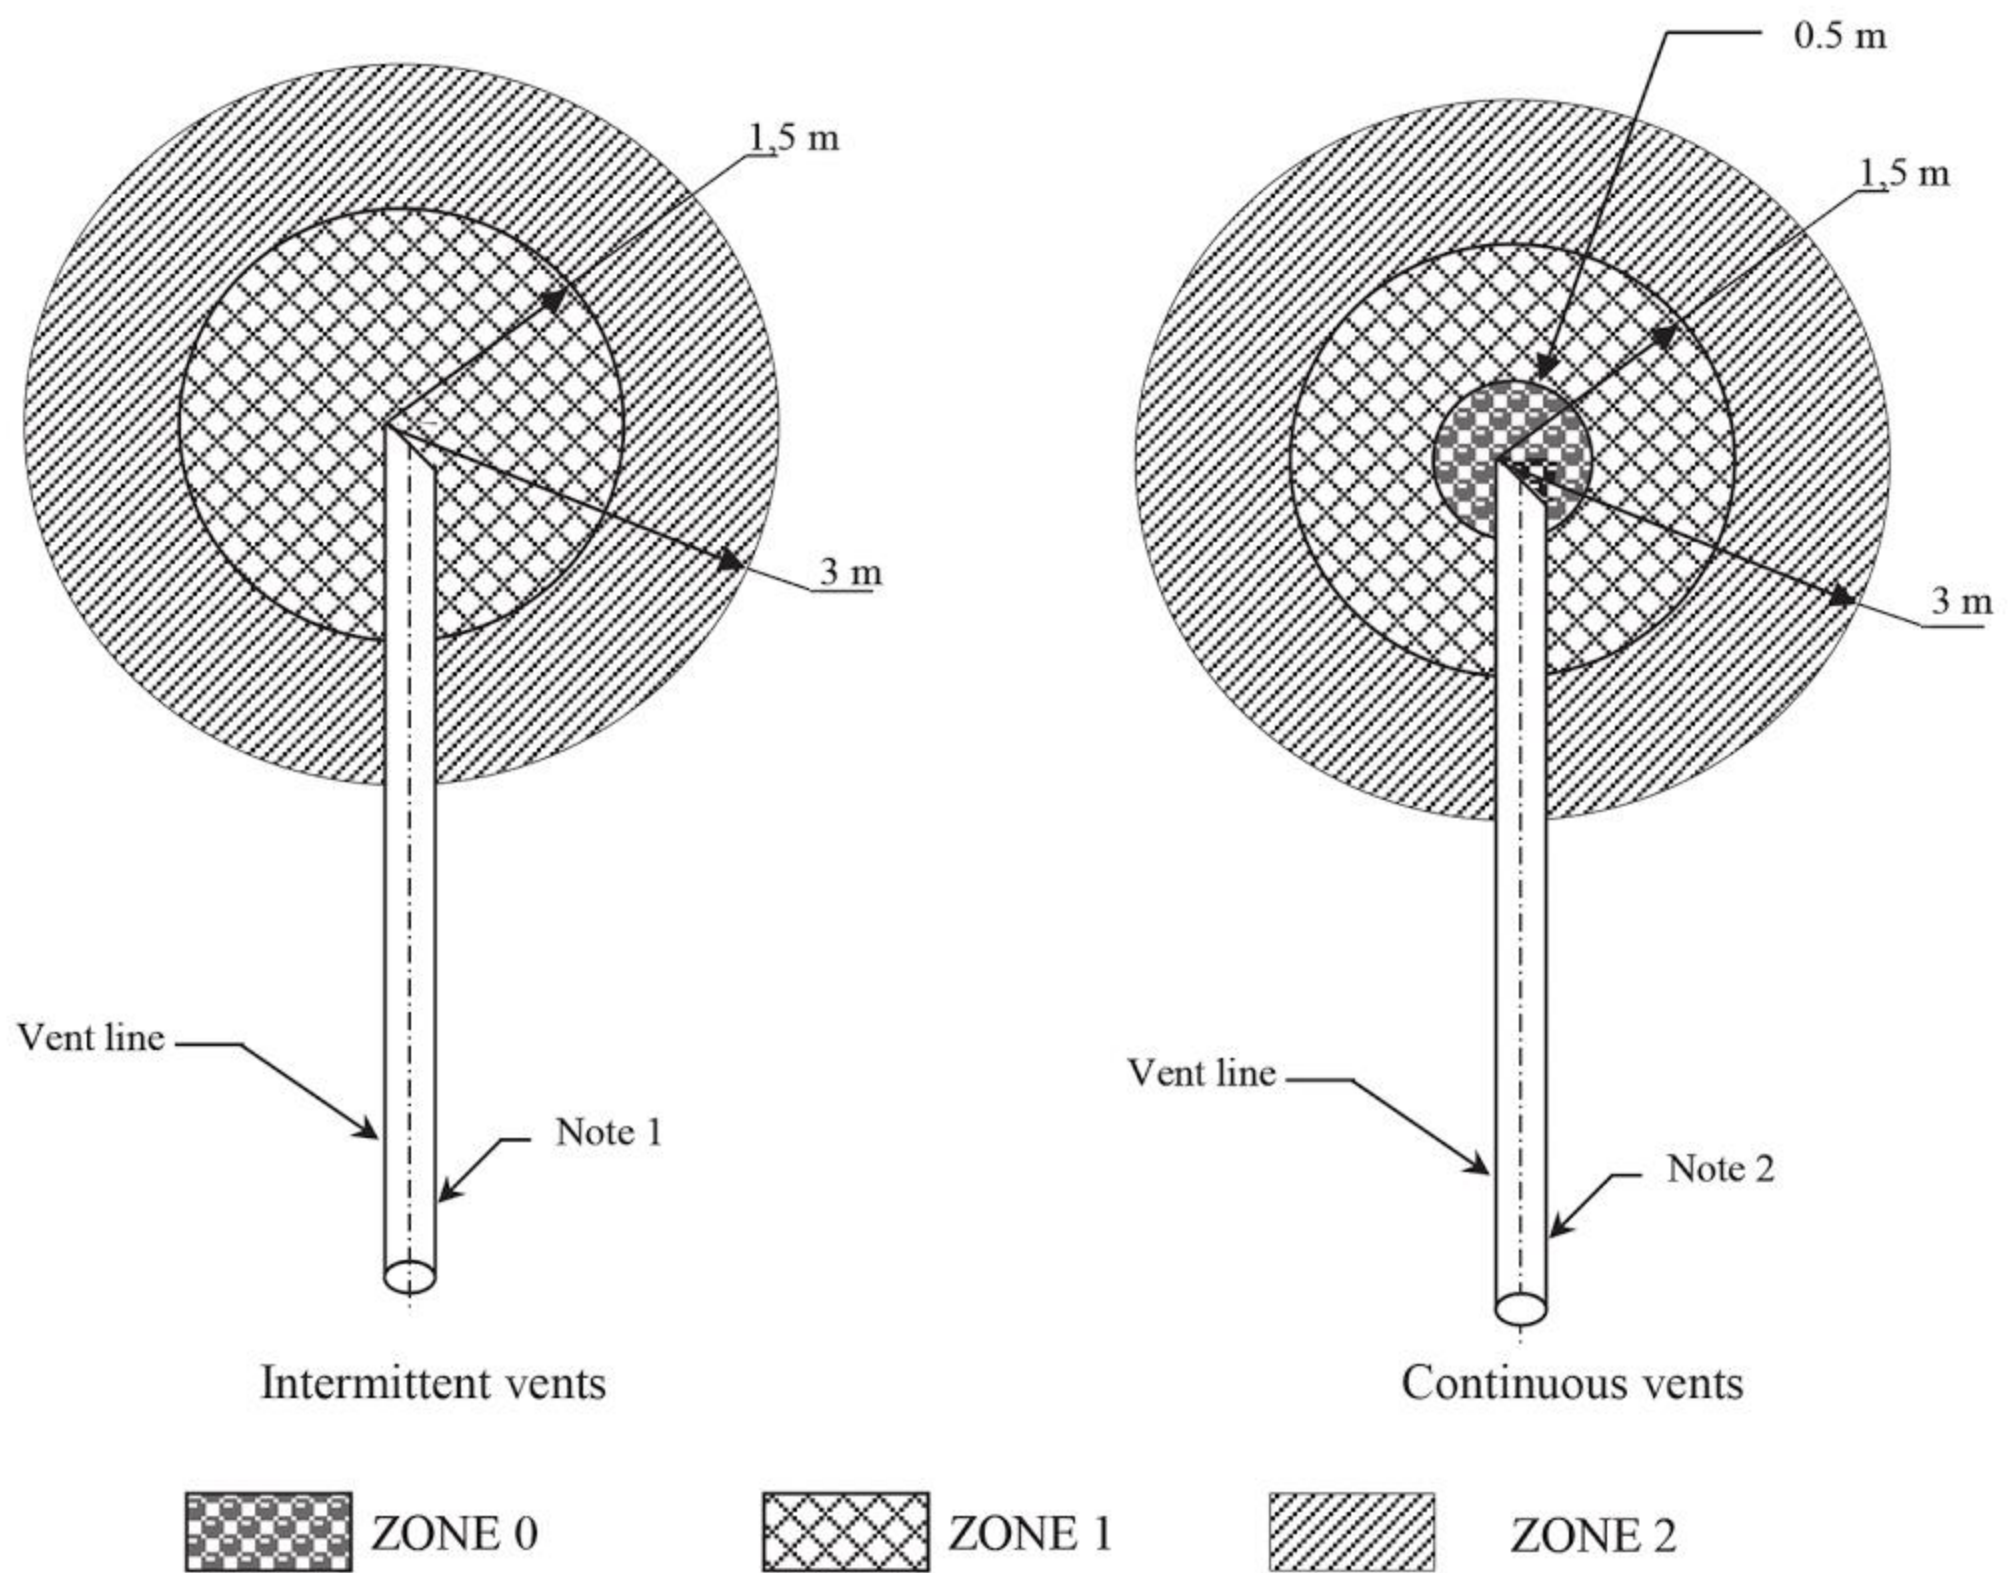 0.5 m
1,5 m
1,5 m
3 m
3 m
Vent line
Vent line
Note 1
Note 2
Intermittent vents
Continuous vents
ZONE 0
ZONE 1
ZONE 2